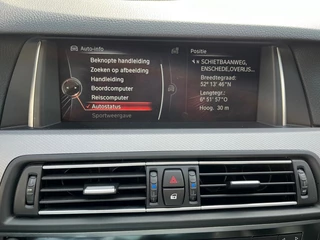 Auto-info
Beknopte handleiding
Zoeken op afbeelding
Handleiding
Boordcomputer
Reiscomputer
Autostatus
Sportweergave
Positie
SCHIETBAANWEG,
ENSCHEDE,OVERIJS...
Breedtegraad:
52° 13' 46"N
Lengtegr.:
6° 51' 57"O
Hoog. 30 m